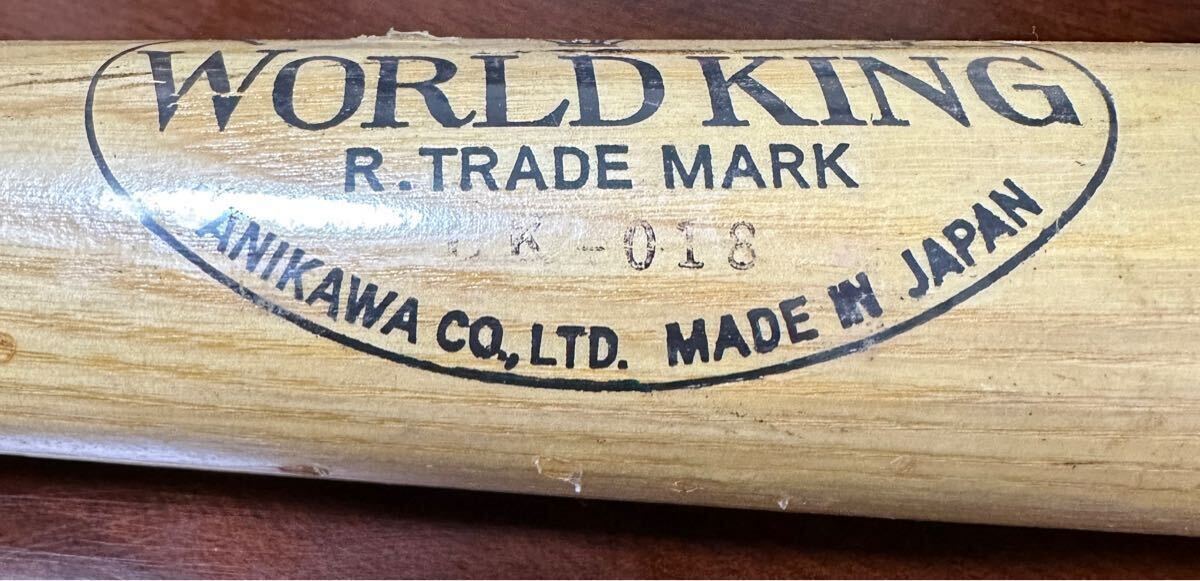 WORLD KING
R. TRADE MARK
-018
ANIKAWA CO., LTD. MADE IN JAPAN